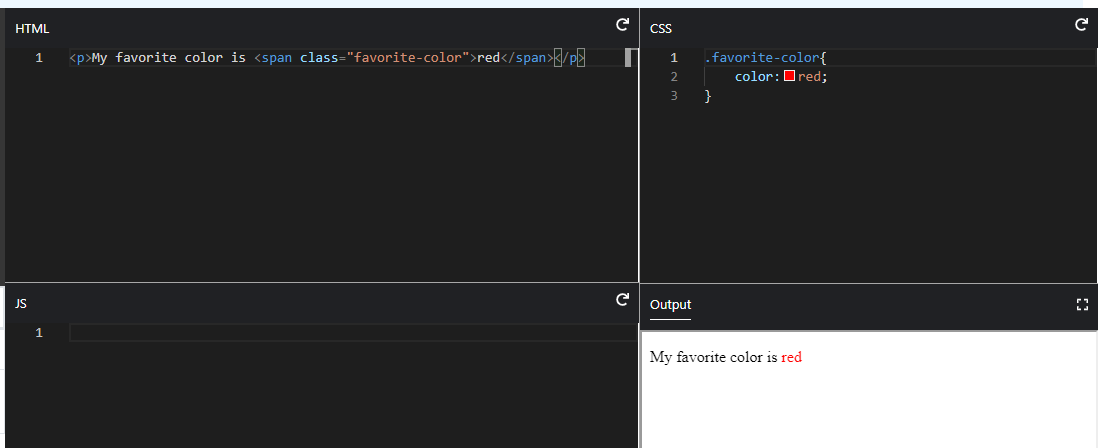 HTML
1 <p>My favorite color is <span class="favorite-color">red</span></p>
CSS
1 .favorite-color{
2 color: red;
3 }
JS
1
Output
My favorite color is red